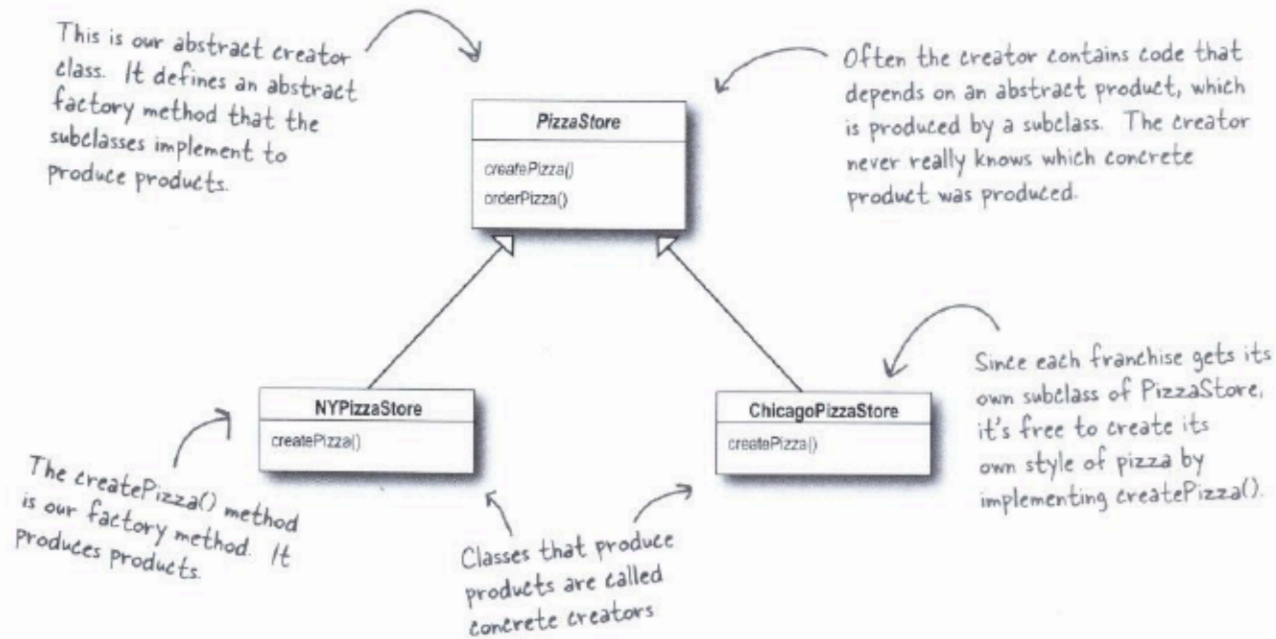 This is our abstract creator
class. It defines an abstract
factory method that the
subclasses implement to
produce products.
Often the creator contains code that
depends on an abstract product, which
is produced by a subclass. The creator
never really knows which concrete
product was produced.
PizzaStore
createPizza()
orderPizza()
NYPizzaStore
createPizza()
ChicagoPizzaStore
createPizza()
Since each franchise gets its
own subclass of PizzaStore,
it's free to create its
own style of pizza by
implementing createPizza().
The createPizza() method
is our factory method. It
produces products.
Classes that produce
products are called
concrete creators